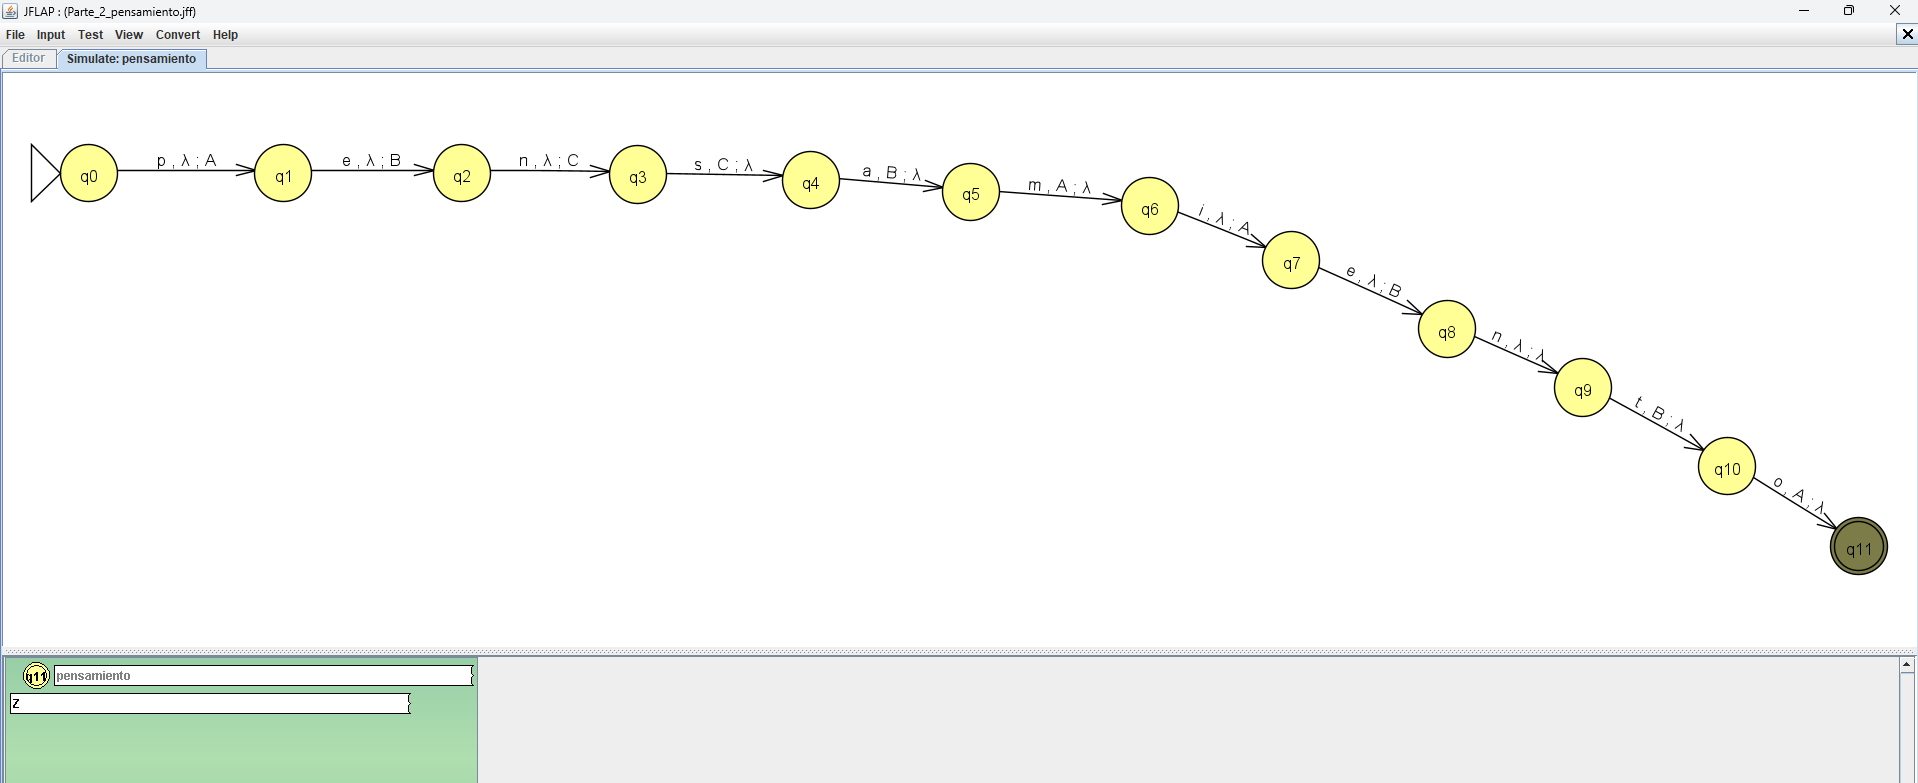 JFLAP : (Parte_2_pensamiento.jff)
File Input Test View Convert Help
Editor Simulate: pensamiento
q0 p , λ ; A q1 e , λ ; B q2 n , λ ; C q3 s , C ; λ q4 a , B ; λ q5 m , A ; λ q6
i , λ ; A
q7
e , λ ; B
q8
n , λ ; λ
q9
t , B ; λ
q10
o , A ; λ
q11
q11 pensamiento
Z